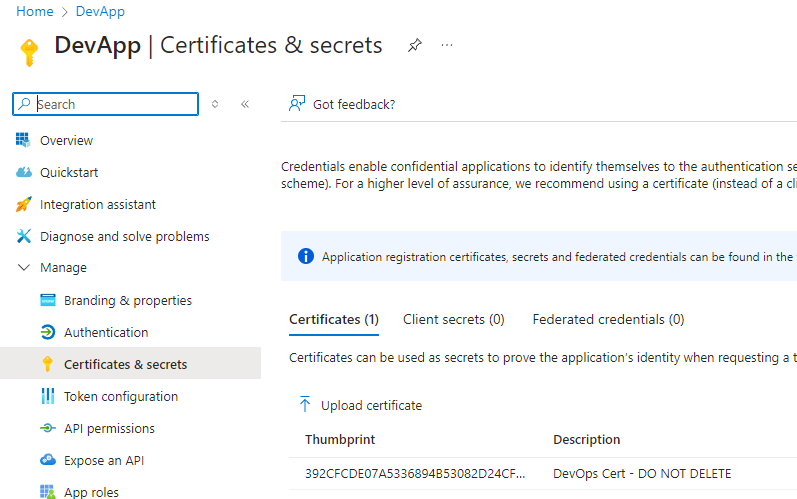 Home > DevApp
DevApp | Certificates & secrets
Search
Got feedback?
Overview
Quickstart
Integration assistant
Diagnose and solve problems
Manage
Branding & properties
Authentication
Certificates & secrets
Token configuration
API permissions
Expose an API
App roles
Credentials enable confidential applications to identify themselves to the authentication se
scheme). For a higher level of assurance, we recommend using a certificate (instead of a cli
Application registration certificates, secrets and federated credentials can be found in the
Certificates (1) Client secrets (0) Federated credentials (0)
Certificates can be used as secrets to prove the application's identity when requesting a t
Upload certificate
Thumbprint Description
392CFCDE07A5336894B53082D24CF... DevOps Cert - DO NOT DELETE